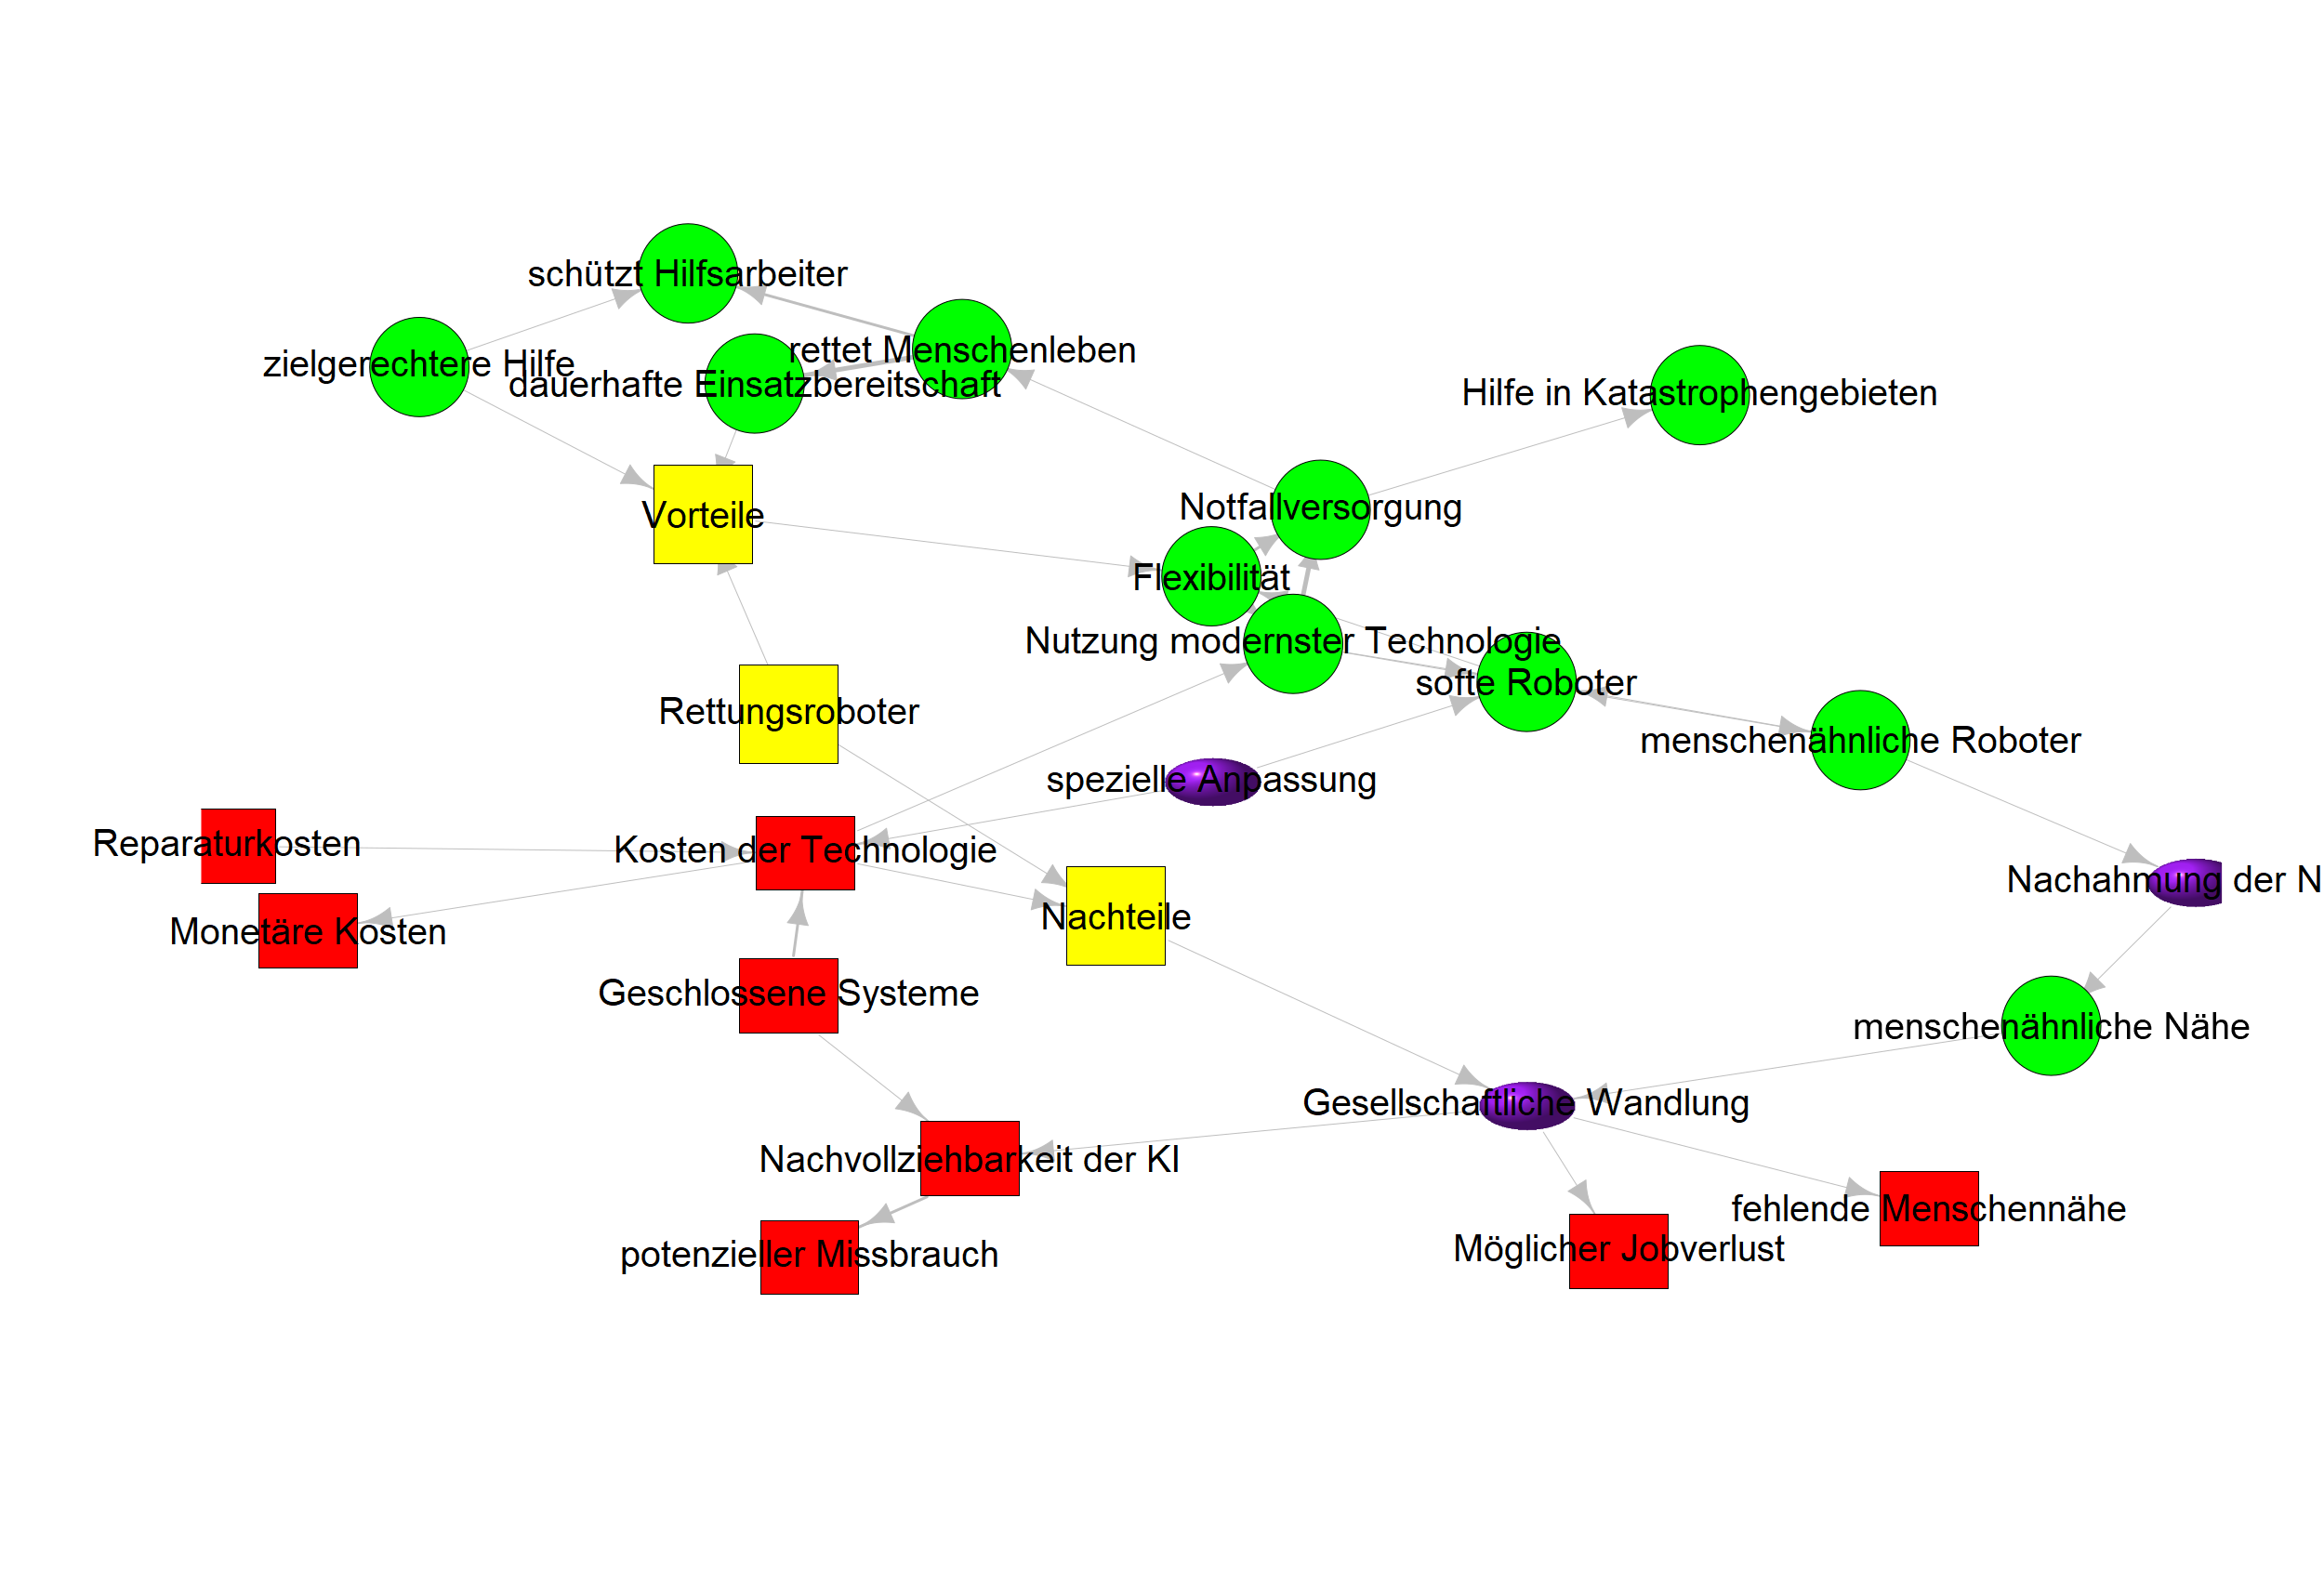 schützt Hilfsarbeiter
rettet Menschenleben
zielgerechtere Hilfe
dauerhafte Einsatzbereitschaft
Hilfe in Katastrophengebieten
Notfallversorgung
Vorteile
Flexibilität
Nutzung modernster Technologie
softe Roboter
Rettungsroboter
menschenähnliche Roboter
spezielle Anpassung
Reparaturkosten
Kosten der Technologie
Nachahmung der N
Nachteile
Monetäre Kosten
Geschlossene Systeme
menschenähnliche Nähe
Gesellschaftliche Wandlung
Nachvollziehbarkeit der KI
fehlende Menschennähe
Möglicher Jobverlust
potenzieller Missbrauch